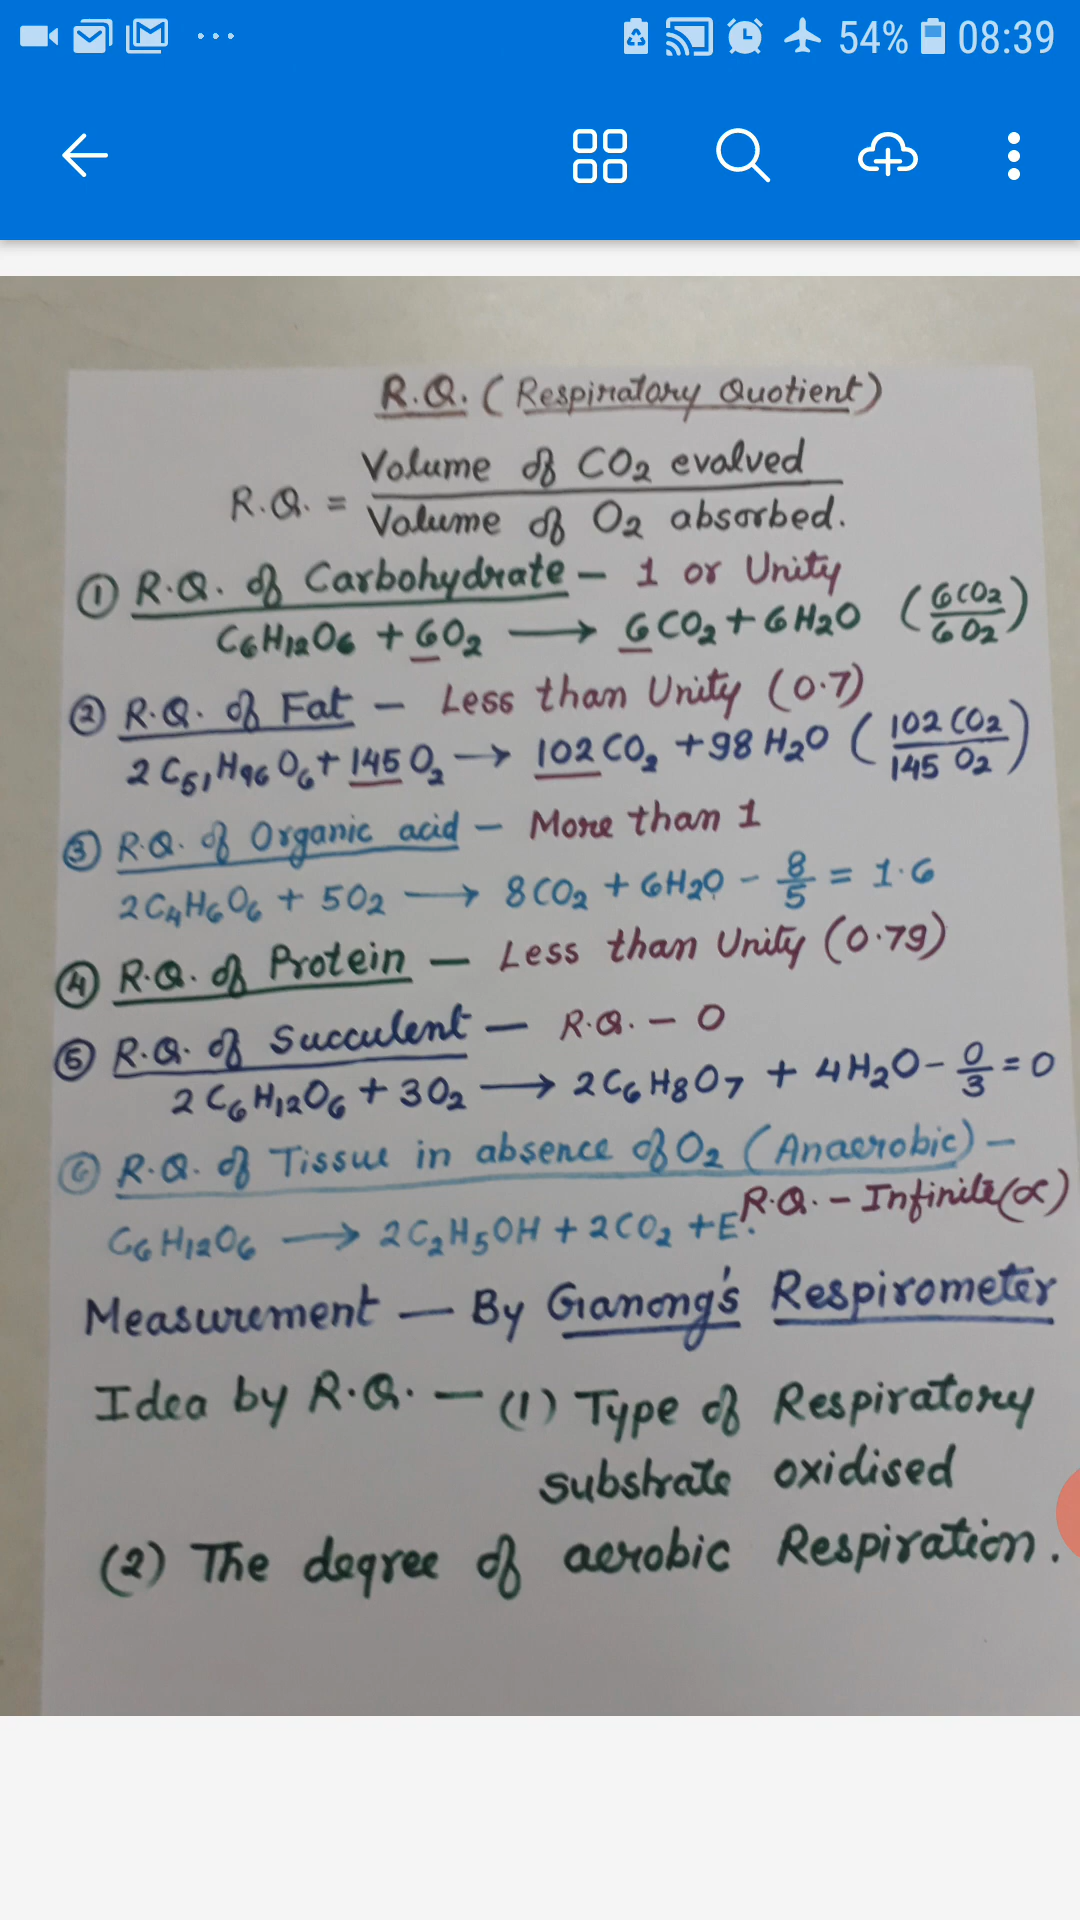 54% 08:39
R.Q. (Respiratory Quotient)
R.Q. = Volume of CO2 evalved
Volume of O2 absorbed.
① R.Q. of Carbohydrate – 1 or Unity
C6H12O6 + 6O2 ⟶ 6CO2 + 6H2O (6CO2/6O2)
② R.Q. of Fat – Less than Unity (0.7)
2C51H96O6 + 145O2 ⟶ 102CO2 + 98H2O (102CO2/145O2)
③ R.Q. of Organic acid – More than 1
2C4H6O6 + 5O2 ⟶ 8CO2 + 6H2O – 8/5 = 1.6
④ R.Q. of Protein – Less than Unity (0.79)
⑤ R.Q. of Succulent – R.Q. – 0
2C6H12O6 + 3O2 ⟶ 2C6H8O7 + 4H2O – 0/3 = 0
⑥ R.Q. of Tissue in absence of O2 (Anaerobic) –
R.Q. – Infinite (∝)
C6H12O6 ⟶ 2C2H5OH + 2CO2 + E.
Measurement – By Gianong's Respirometer
Idea by R.Q. – (1) Type of Respiratory
substrate oxidised
(2) The degree of aerobic Respiration.